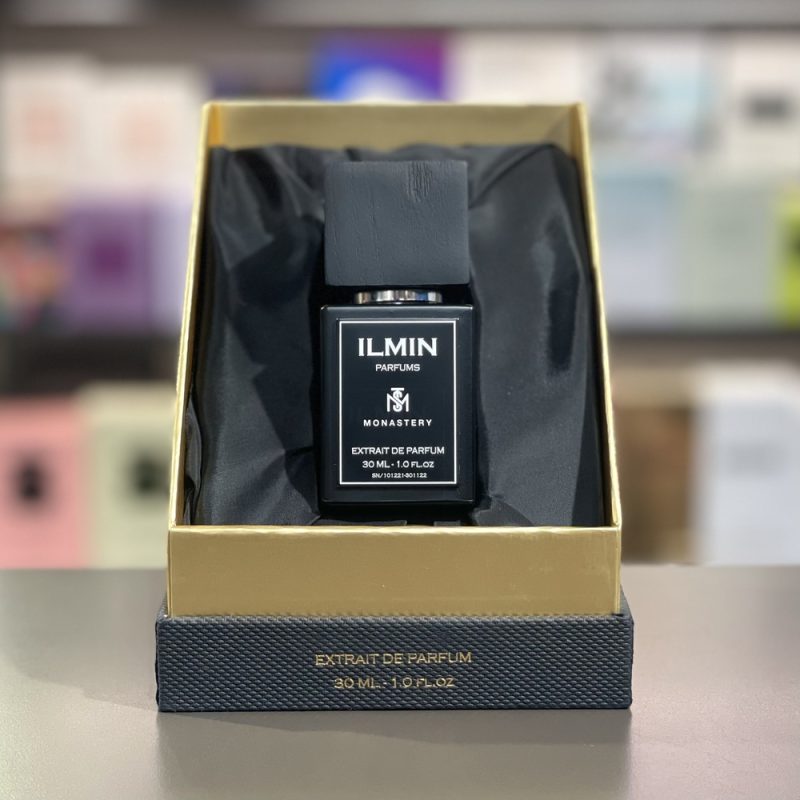 ILMIN
PARFUMS
MONASTERY
EXTRAIT DE PARFUM
30 ML - 1.0 FL.OZ
SN/101221-301122
EXTRAIT DE PARFUM
30 ML - 1.0 FL.OZ